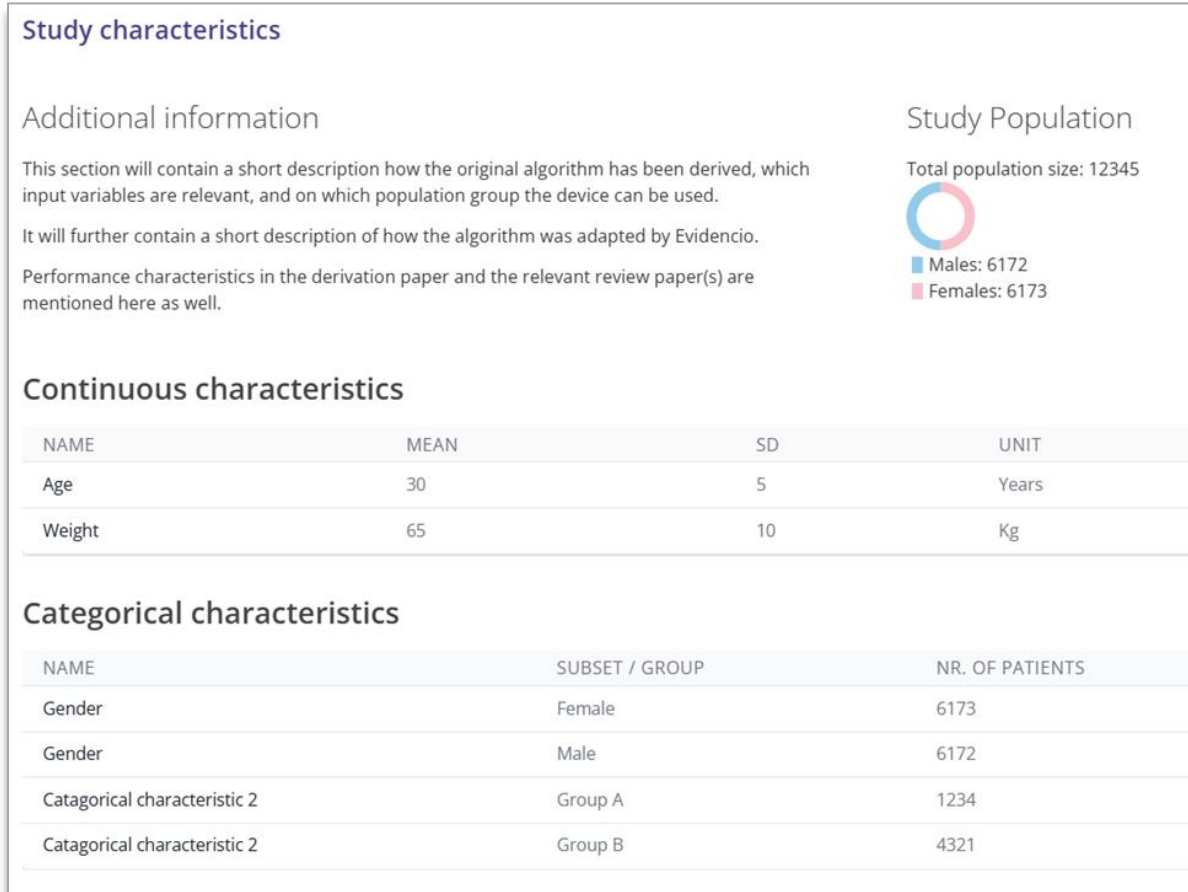 Study characteristics
Additional information
This section will contain a short description how the original algorithm has been derived, which
input variables are relevant, and on which population group the device can be used.
It will further contain a short description of how the algorithm was adapted by Evidencio.
Performance characteristics in the derivation paper and the relevant review paper(s) are
mentioned here as well.
Study Population
Total population size: 12345
Males: 6172
Females: 6173
Continuous characteristics
NAME MEAN SD UNIT
Age 30 5 Years
Weight 65 10 Kg
Categorical characteristics
NAME SUBSET / GROUP NR. OF PATIENTS
Gender Female 6173
Gender Male 6172
Catagorical characteristic 2 Group A 1234
Catagorical characteristic 2 Group B 4321